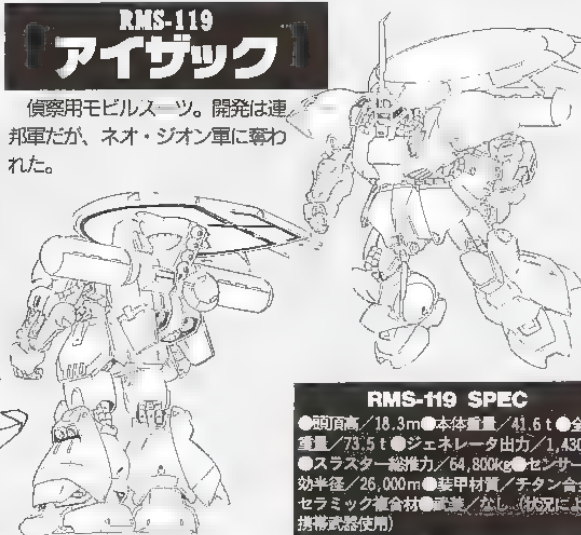 RMS-119
アイザック
偵察用モビルスーツ。開発は連
邦軍だが、ネオ・ジオン軍に奪わ
れた。
RMS-119 SPEC
●頭頂高／18.3m●本体重量／41.6t●全
重量／73.5t●ジェネレータ出力／1,430
●スラスター総推力／64,800kg●センサー
効半径／26,000m●装甲材質／チタン合金
セラミック複合材●武装／なし（状況によ
携帯武器使用）